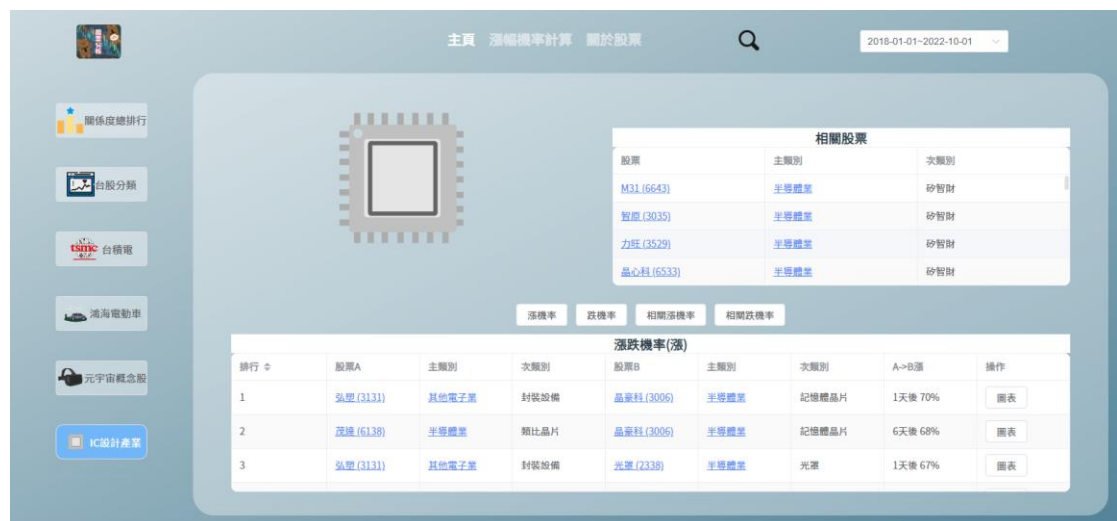 主頁 漲幅機率計算 關於股票
2018-01-01~2022-10-01
關係度總排行
台股分類
tsmc 台積電
鴻海電動車
元宇宙概念股
IC設計產業
相關股票
股票 主類別 次類別
M31 (6643) 半導體業 矽智財
智原 (3035) 半導體業 矽智財
力旺 (3529) 半導體業 矽智財
晶心科 (6533) 半導體業 矽智財
漲機率 跌機率 相關漲機率 相關跌機率
漲跌機率(漲)
排行 股票A 主類別 次類別 股票B 主類別 次類別 A->B漲 操作
1 弘塑 (3131) 其他電子業 封裝設備 晶豪科 (3006) 半導體業 記憶體晶片 1天後 70% 圖表
2 茂達 (6138) 半導體業 類比晶片 晶豪科 (3006) 半導體業 記憶體晶片 6天後 68% 圖表
3 弘塑 (3131) 其他電子業 封裝設備 光罩 (2338) 半導體業 光罩 1天後 67% 圖表